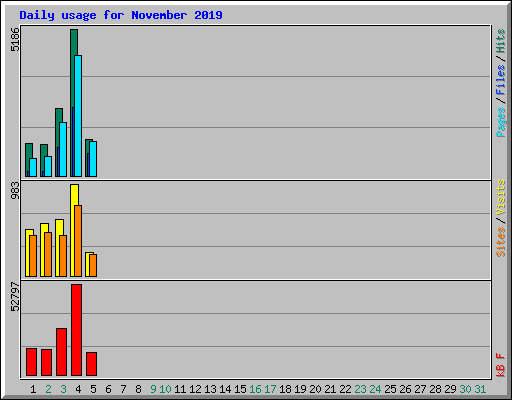 Daily usage for November 2019
5186
Pages/Files/Hits
983
Sites/Visits
52797
kB F
1 2 3 4 5 6 7 8 9 10 11 12 13 14 15 16 17 18 19 20 21 22 23 24 25 26 27 28 29 30 31